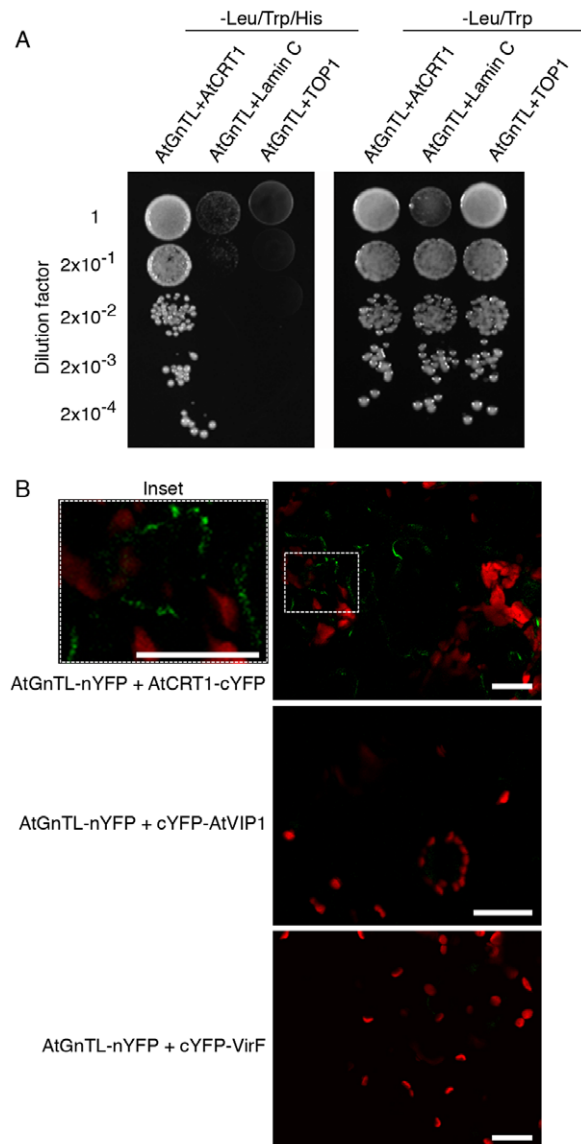 A
-Leu/Trp/His
-Leu/Trp
AtGnTL+AtCRT1
AtGnTL+Lamin C
AtGnTL+TOP1
AtGnTL+AtCRT1
AtGnTL+Lamin C
AtGnTL+TOP1
Dilution factor
1
2x10⁻¹
2x10⁻²
2x10⁻³
2x10⁻⁴
B
Inset
AtGnTL-nYFP + AtCRT1-cYFP
AtGnTL-nYFP + cYFP-AtVIP1
AtGnTL-nYFP + cYFP-VirF